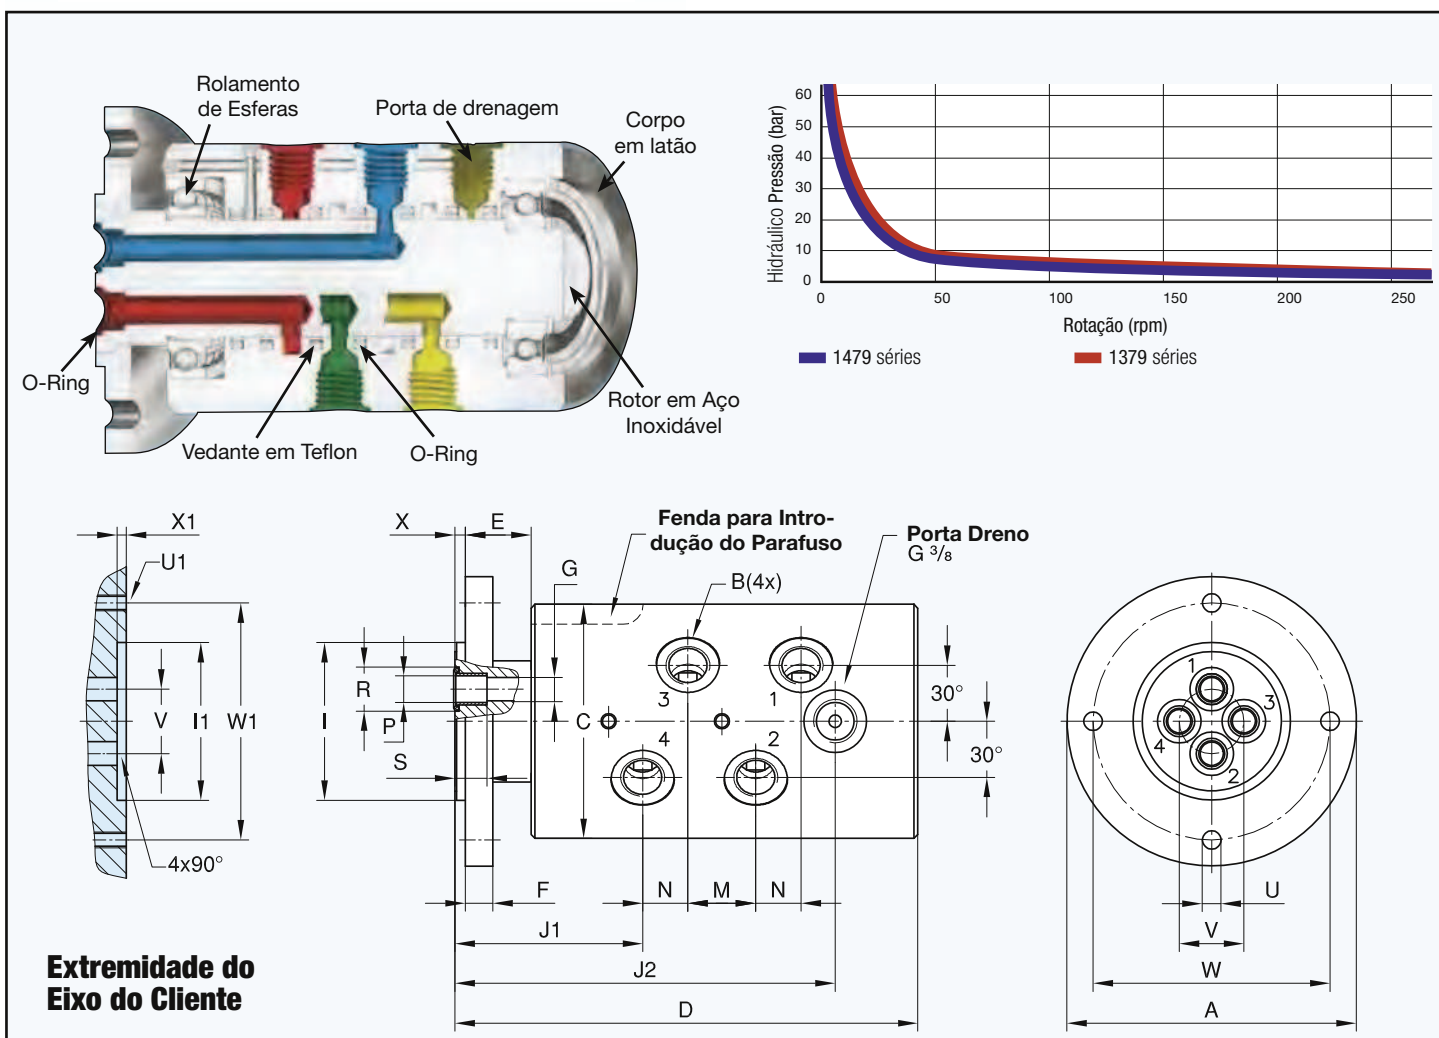 Rolamento
de Esferas
Porta de drenagem
Corpo
em latão
O-Ring
Vedante em Teflon
O-Ring
Rotor em Aço
Inoxidável
Hidráulico Pressão (bar)
60
50
40
30
20
10
0
0 50 100 150 200 250
Rotação (rpm)
1479 séries
1379 séries
X1
U1
V
I1
W1
4x90°
Extremidade do
Eixo do Cliente
X
E
G
Fenda para Intro-
dução do Parafuso
Porta Dreno
G 3/8
B(4x)
R
P
S
I
C
3
1
4
2
30°
30°
F
N
M
N
J1
J2
D
1
3
4
2
U
V
W
A